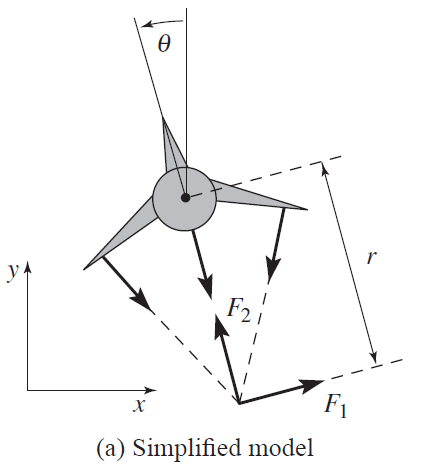 θ
r
y
F2
x
F1
(a) Simplified model